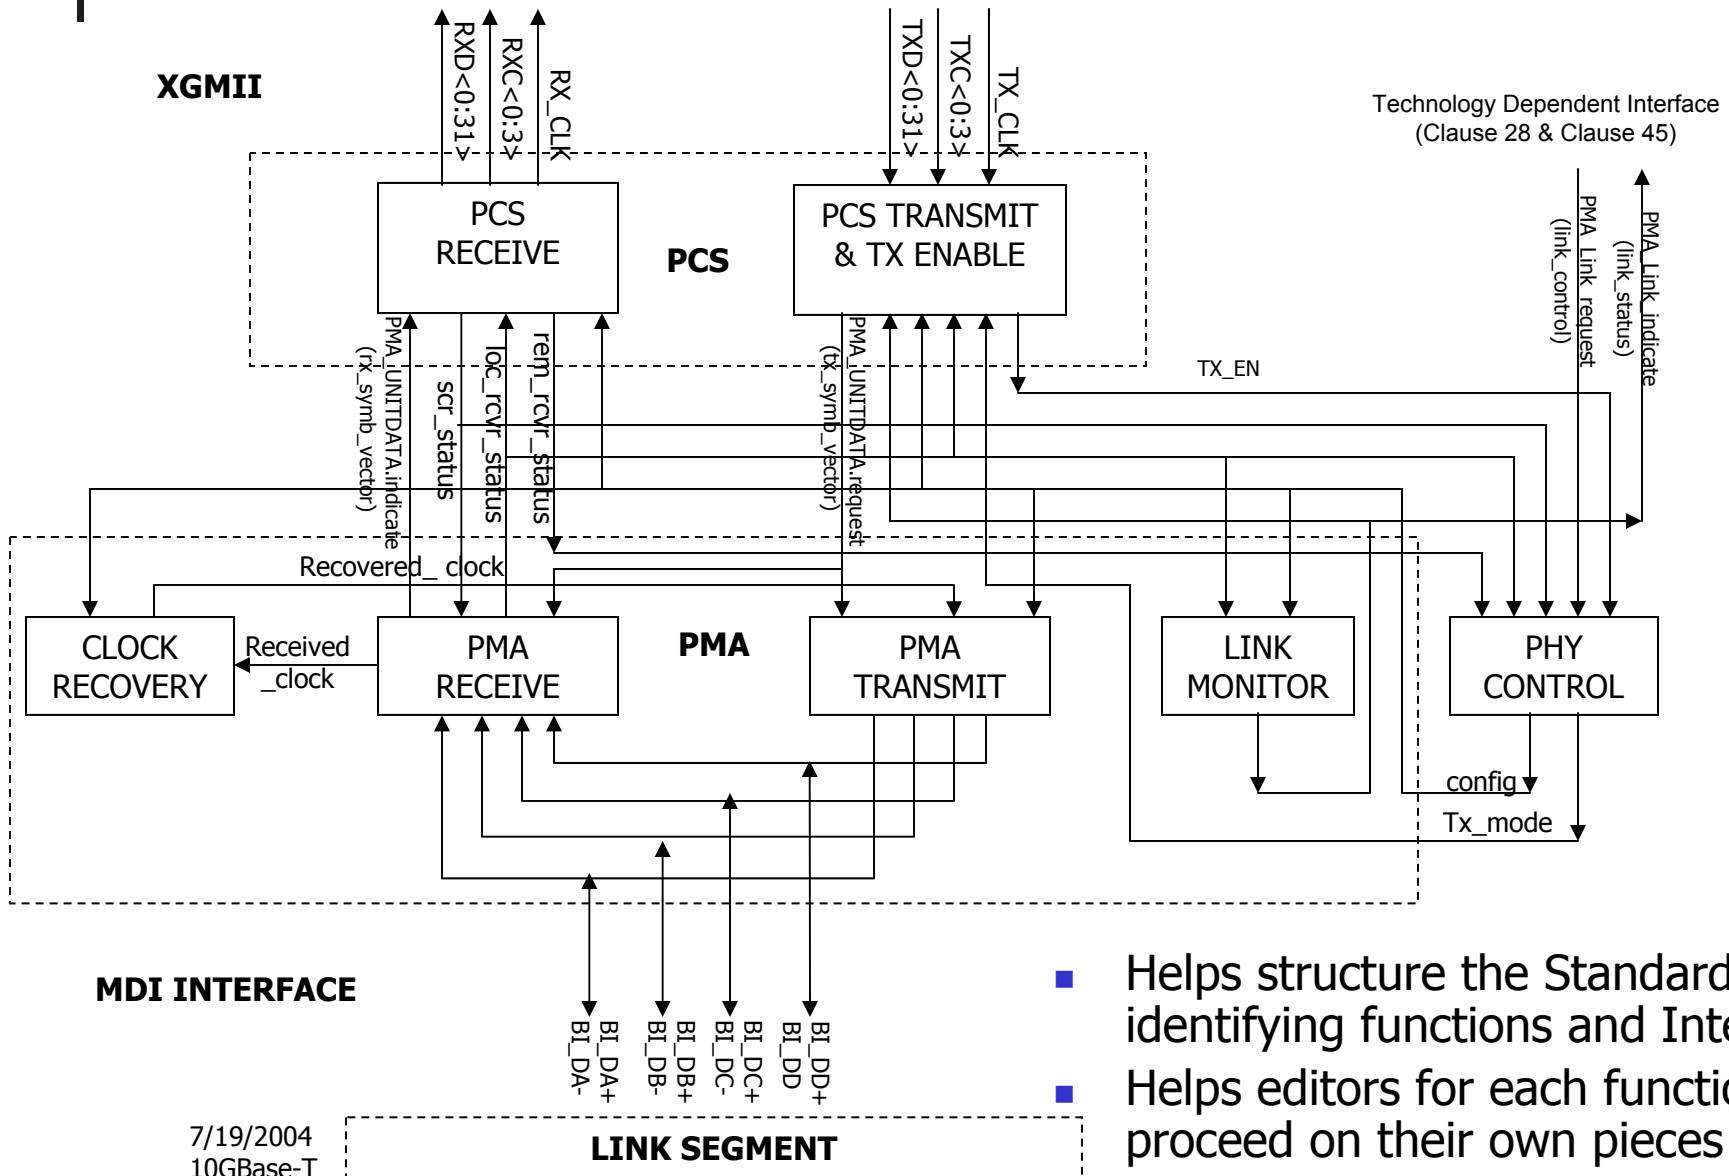 XGMII
RXD<0:31>
RXC<0:3>
RX_CLK
TXD<0:31>
TXC<0:3>
TX_CLK
Technology Dependent Interface
(Clause 28 & Clause 45)
PCS
RECEIVE
PCS
PCS TRANSMIT
& TX ENABLE
PMA_Link_request
(link_control)
PMA_Link_indicate
(link_status)
PMA_UNITDATA.indicate
(rx_symb_vector)
scr_status
loc_rcvr_status
rem_rcvr_status
PMA_UNITDATA.request
(tx_symb_vector)
TX_EN
Recovered_ clock
CLOCK
RECOVERY
Received
_clock
PMA
RECEIVE
PMA
PMA
TRANSMIT
LINK
MONITOR
PHY
CONTROL
config
Tx_mode
MDI INTERFACE
BI_DA+
BI_DA-
BI_DB+
BI_DB-
BI_DC+
BI_DC-
BI_DD+
BI_DD
Helps structure the Standard
identifying functions and Inte
Helps editors for each functio
proceed on their own pieces
7/19/2004
10GBase-T
LINK SEGMENT